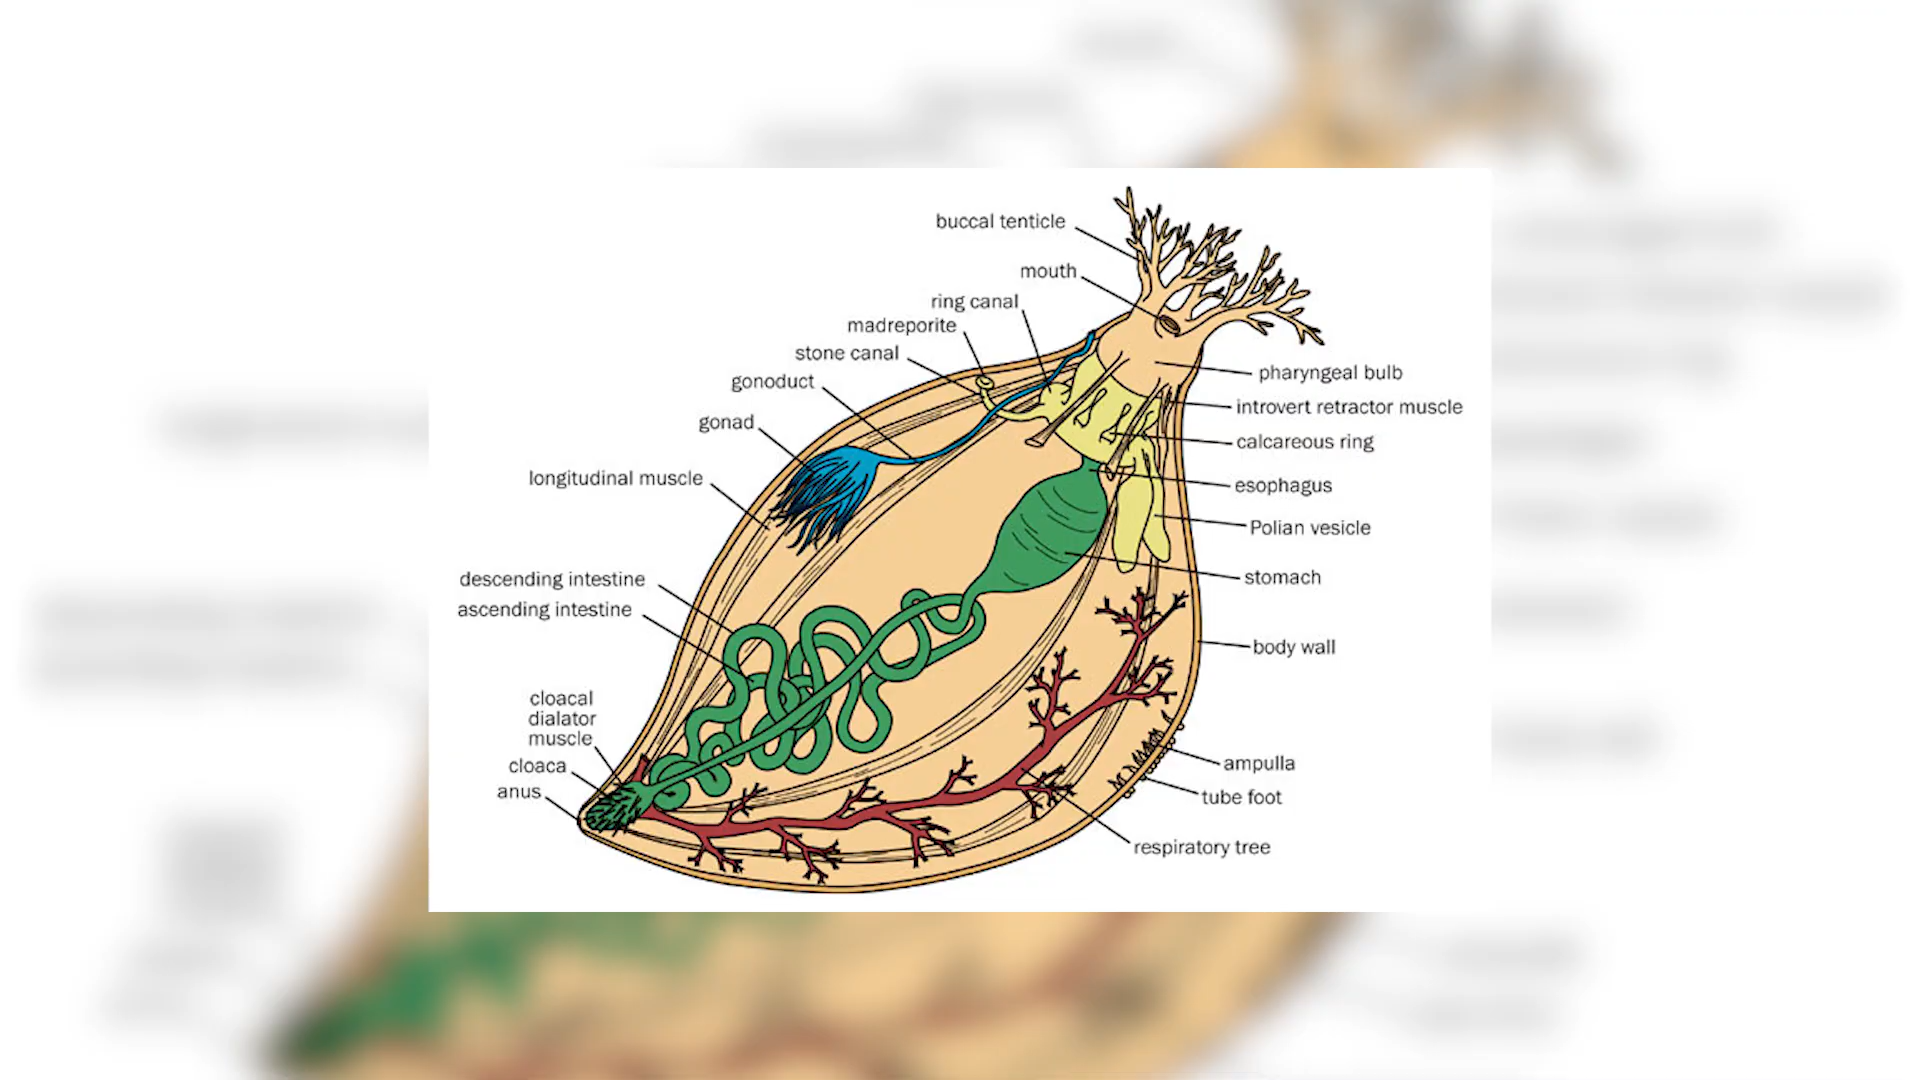 buccal tenticle
mouth
ring canal
madreporite
stone canal
gonoduct
gonad
longitudinal muscle
descending intestine
ascending intestine
cloacal
dialator
muscle
cloaca
anus
pharyngeal bulb
introvert retractor muscle
calcareous ring
esophagus
Polian vesicle
stomach
body wall
ampulla
tube foot
respiratory tree